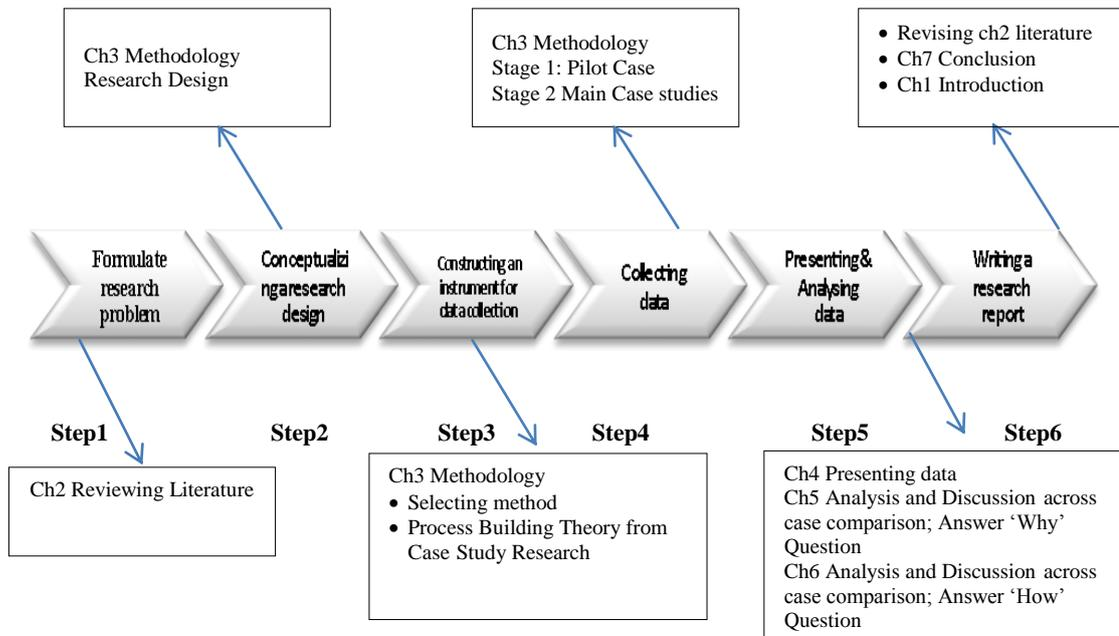 Ch3 Methodology
Research Design
Ch3 Methodology
Stage 1: Pilot Case
Stage 2 Main Case studies
• Revising ch2 literature
• Ch7 Conclusion
• Ch1 Introduction
Formulate
research
problem
Conceptualizi
ng a research
design
Constructing an
instrument for
data collection
Collecting
data
Presenting &
Analysing
data
Writing a
research
report
Step1
Step2
Step3
Step4
Step5
Step6
Ch2 Reviewing Literature
Ch3 Methodology
• Selecting method
• Process Building Theory from
Case Study Research
Ch4 Presenting data
Ch5 Analysis and Discussion across
case comparison; Answer ‘Why’
Question
Ch6 Analysis and Discussion across
case comparison; Answer ‘How’
Question